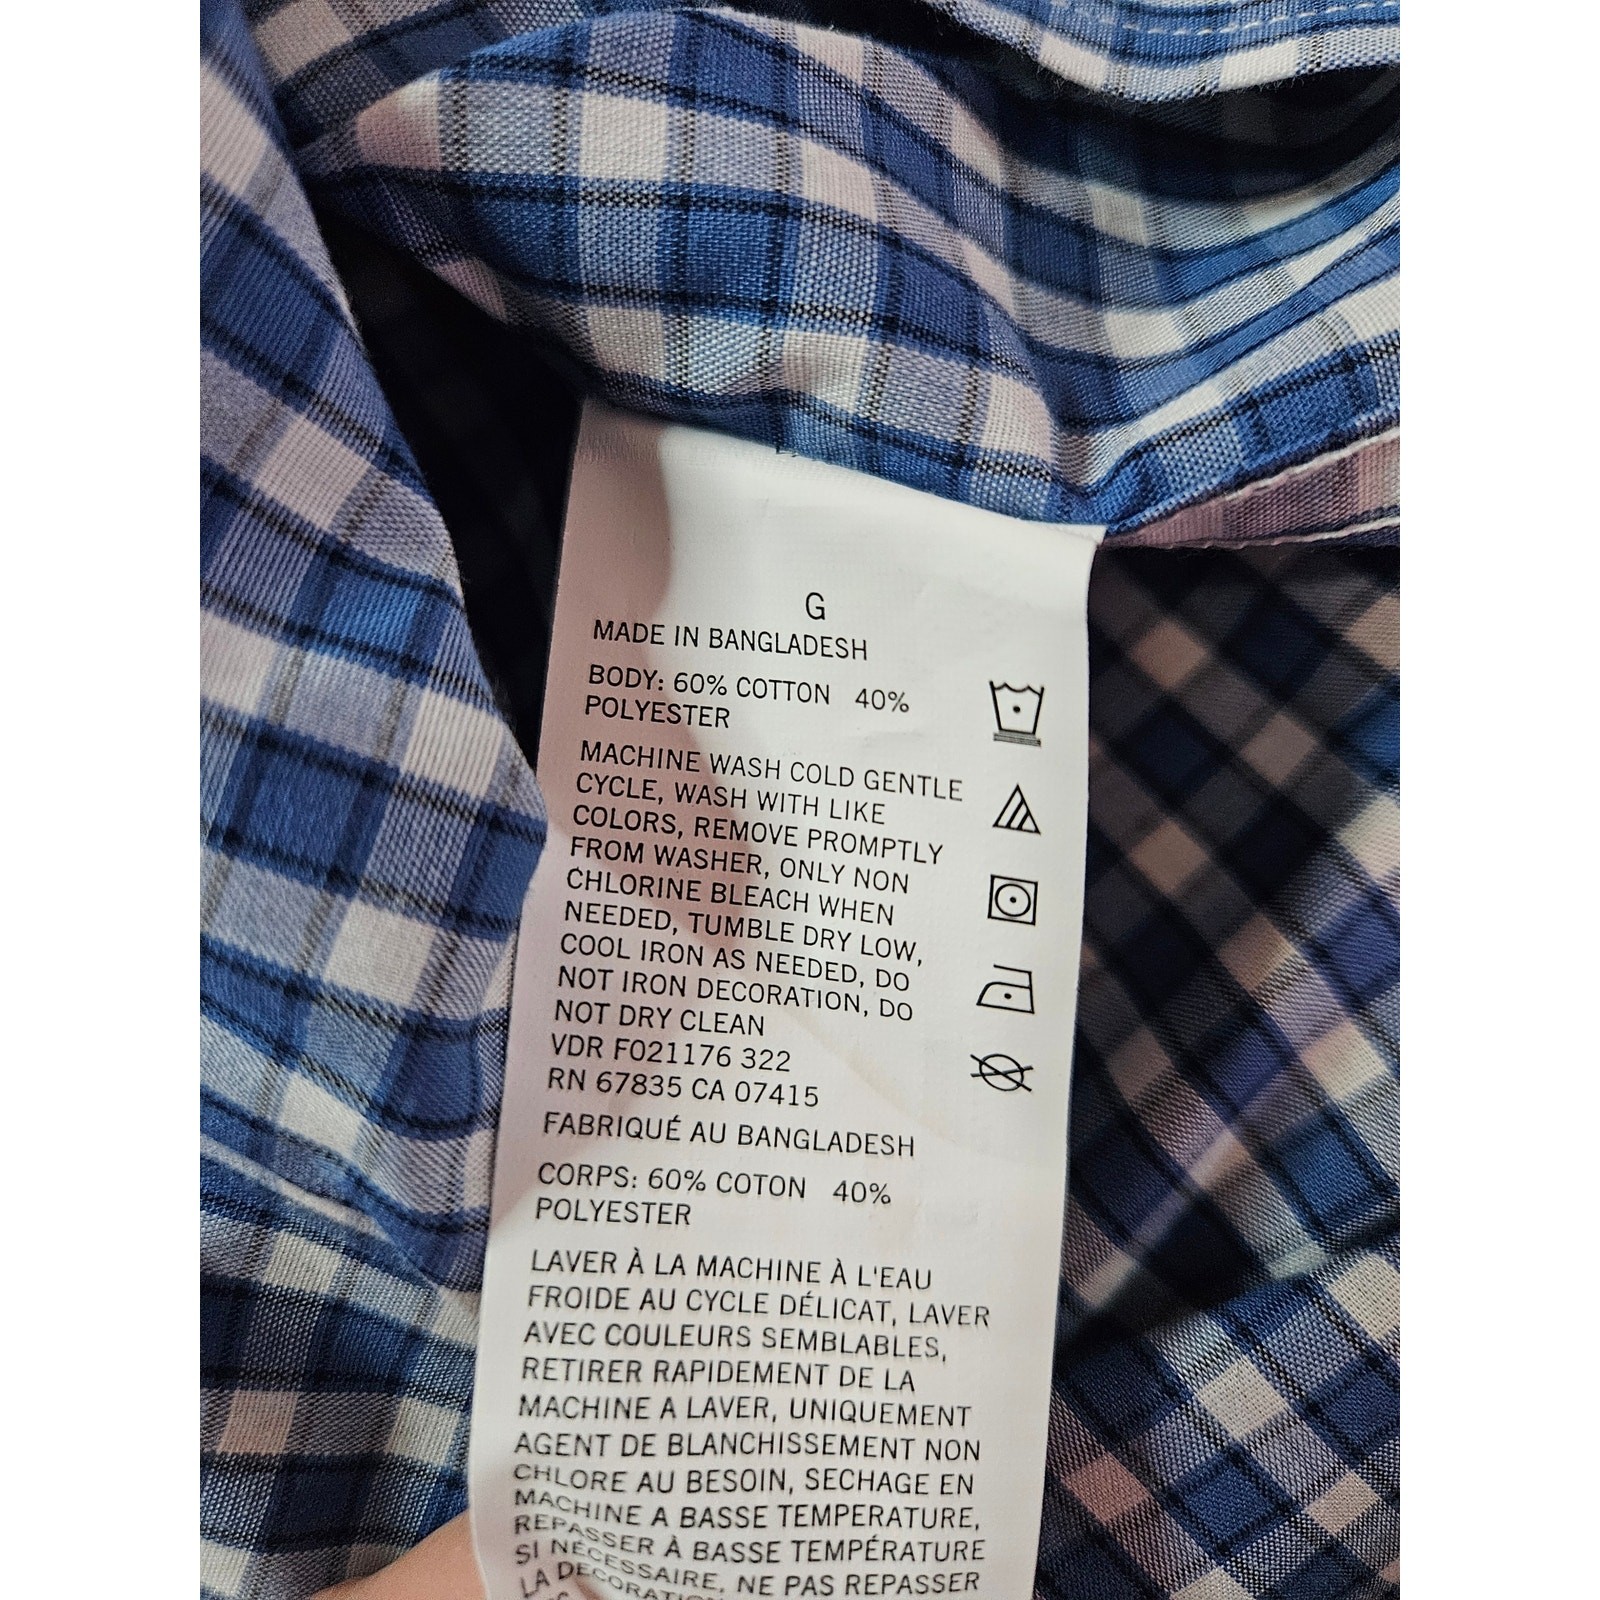 G
MADE IN BANGLADESH
BODY: 60% COTTON 40%
POLYESTER
MACHINE WASH COLD GENTLE
CYCLE, WASH WITH LIKE
COLORS, REMOVE PROMPTLY
FROM WASHER, ONLY NON
CHLORINE BLEACH WHEN
NEEDED, TUMBLE DRY LOW,
COOL IRON AS NEEDED, DO
NOT IRON DECORATION, DO
NOT DRY CLEAN
VDR F021176 322
RN 67835 CA 07415
FABRIQUÉ AU BANGLADESH
CORPS: 60% COTON 40%
POLYESTER
LAVER À LA MACHINE À L'EAU
FROIDE AU CYCLE DÉLICAT, LAVER
AVEC COULEURS SEMBLABLES,
RETIRER RAPIDEMENT DE LA
MACHINE A LAVER, UNIQUEMENT
AGENT DE BLANCHISSEMENT NON
CHLORE AU BESOIN, SECHAGE EN
MACHINE A BASSE TEMPERATURE,
REPASSER À BASSE TEMPÉRATURE
SI NÉCESSAIRE, NE PAS REPASSER
LA DECORATION